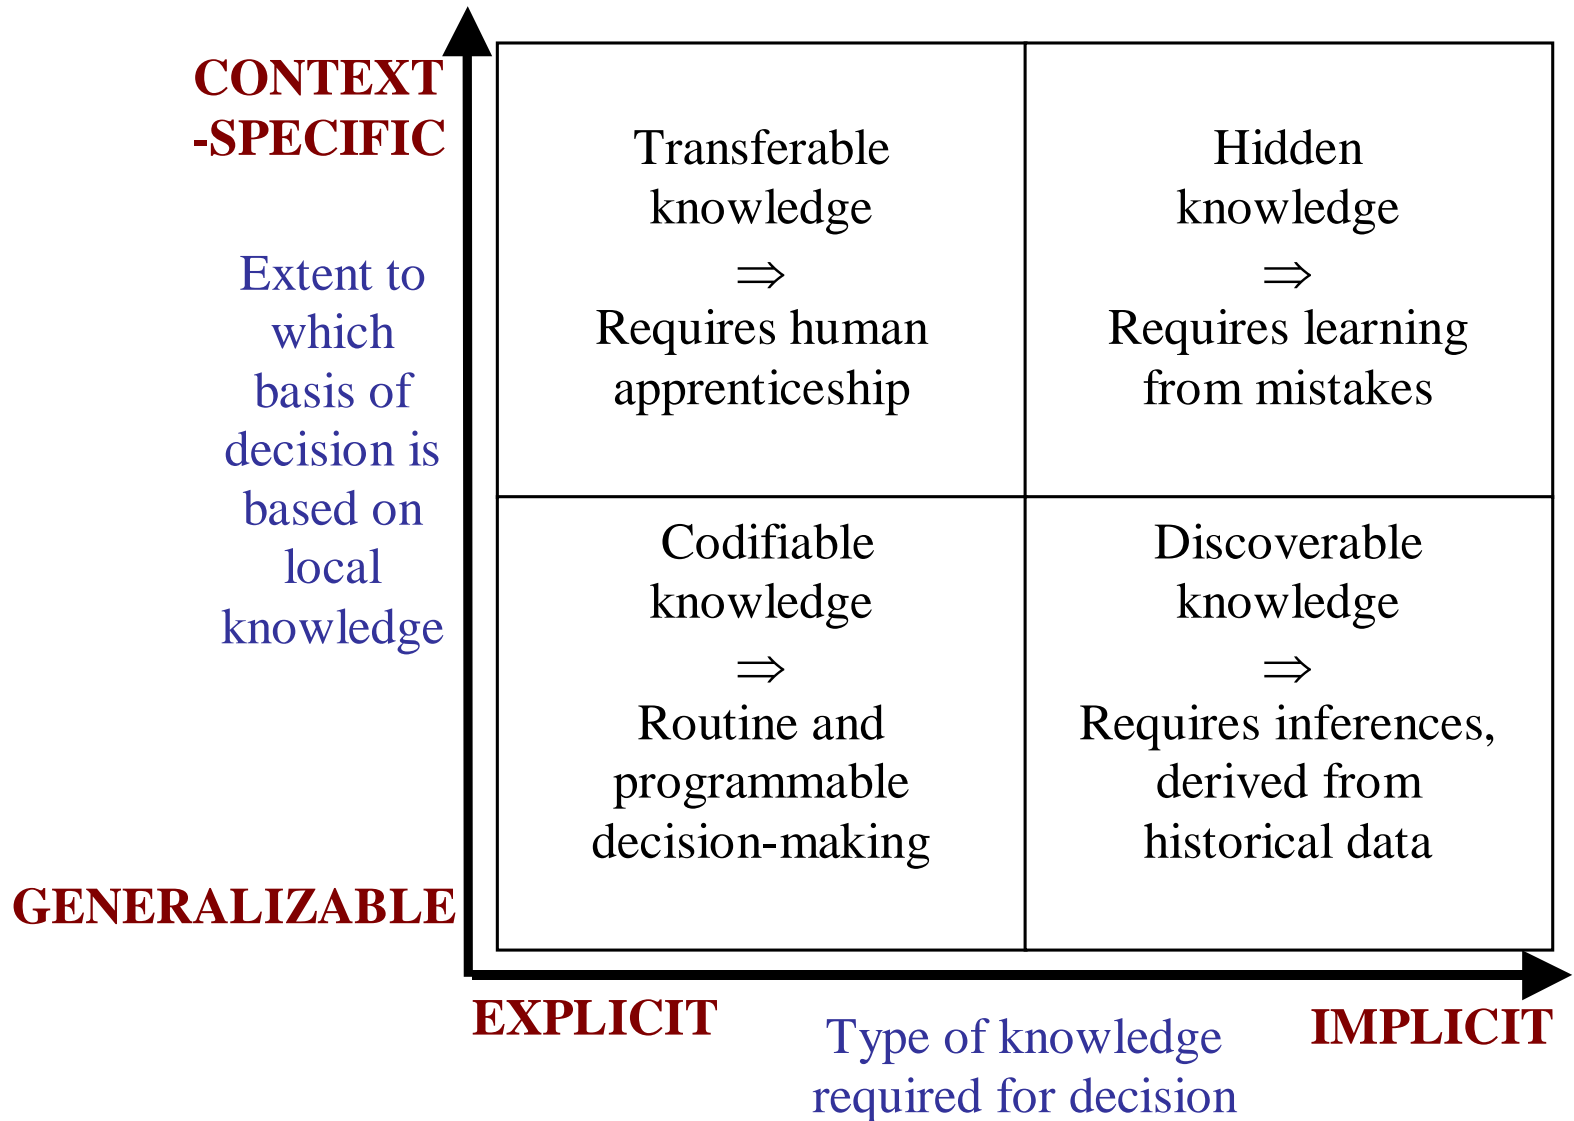 CONTEXT
-SPECIFIC
Extent to
which
basis of
decision is
based on
local
knowledge
GENERALIZABLE
Transferable
knowledge
⇒
Requires human
apprenticeship
Hidden
knowledge
⇒
Requires learning
from mistakes
Codifiable
knowledge
⇒
Routine and
programmable
decision-making
Discoverable
knowledge
⇒
Requires inferences,
derived from
historical data
EXPLICIT
Type of knowledge
required for decision
IMPLICIT